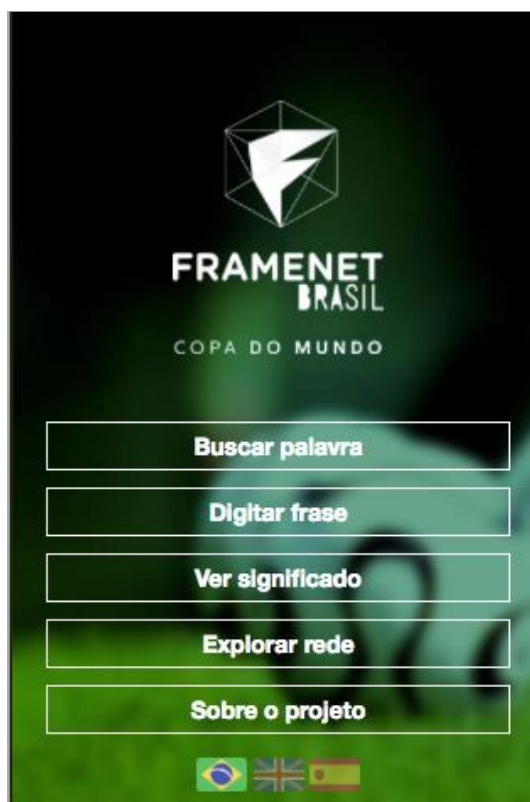 FRAMENET
BRASIL
COPA DO MUNDO
Buscar palavra
Digitar frase
Ver significado
Explorar rede
Sobre o projeto